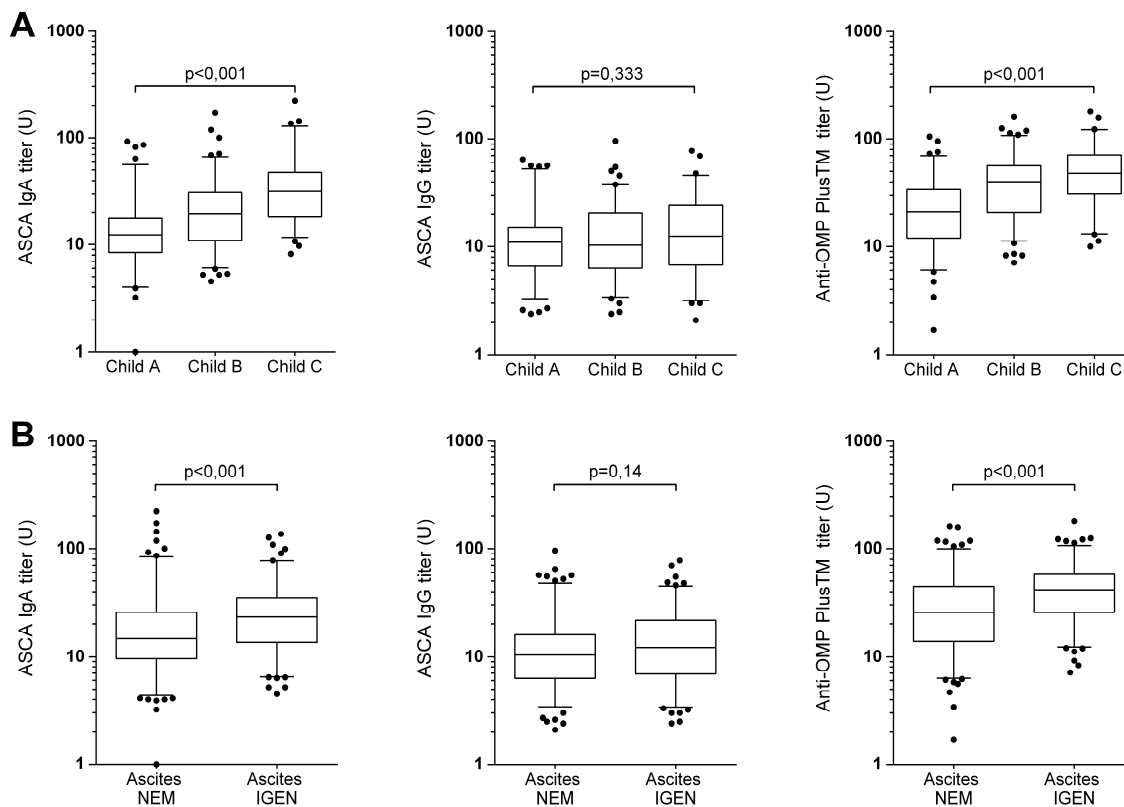 A
ASCA IgA titer (U)
1000
100
10
1
p<0,001
Child A Child B Child C
ASCA IgG titer (U)
1000
100
10
1
p=0,333
Child A Child B Child C
Anti-OMP PlusTM titer (U)
1000
100
10
1
p<0,001
Child A Child B Child C
B
ASCA IgA titer (U)
1000
100
10
1
p<0,001
Ascites Ascites
NEM IGEN
ASCA IgG titer (U)
1000
100
10
1
p=0,14
Ascites Ascites
NEM IGEN
Anti-OMP PlusTM titer (U)
1000
100
10
1
p<0,001
Ascites Ascites
NEM IGEN